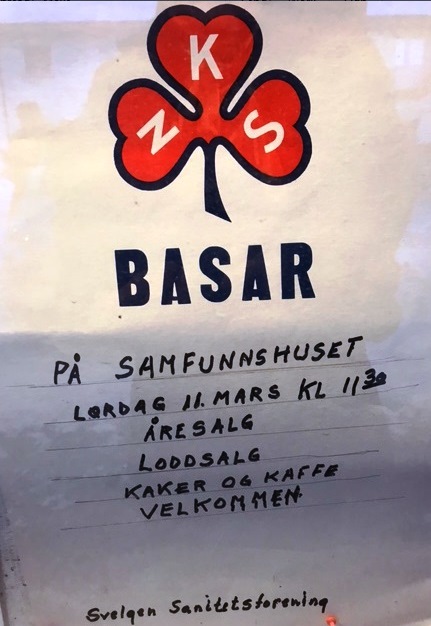 N K S
BASAR
PÅ SAMFUNNSHUSET
LØRDAG 11. MARS KL 11 30
ÅRESALG
LODDSALG
KAKER OG KAFFE
VELKOMMEN
Svelgen Sanitetsforening